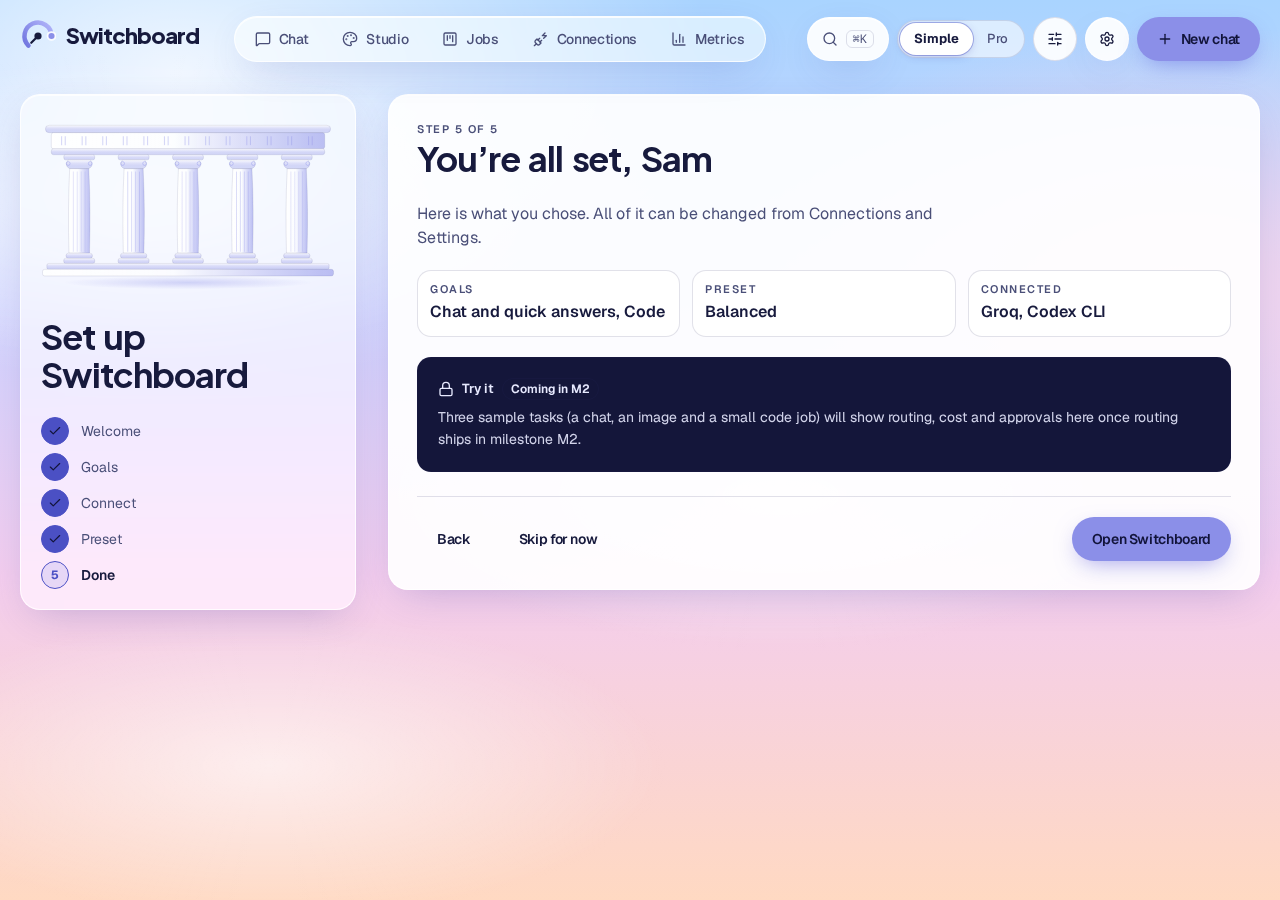 Switchboard
Chat
Studio
Jobs
Connections
Metrics
⌘K
Simple
Pro
New chat
Set up
Switchboard
Welcome
Goals
Connect
Preset
5
Done
STEP 5 OF 5
You’re all set, Sam
Here is what you chose. All of it can be changed from Connections and
Settings.
GOALS
Chat and quick answers, Code
PRESET
Balanced
CONNECTED
Groq, Codex CLI
Try it
Coming in M2
Three sample tasks (a chat, an image and a small code job) will show routing, cost and approvals here once routing
ships in milestone M2.
Back
Skip for now
Open Switchboard